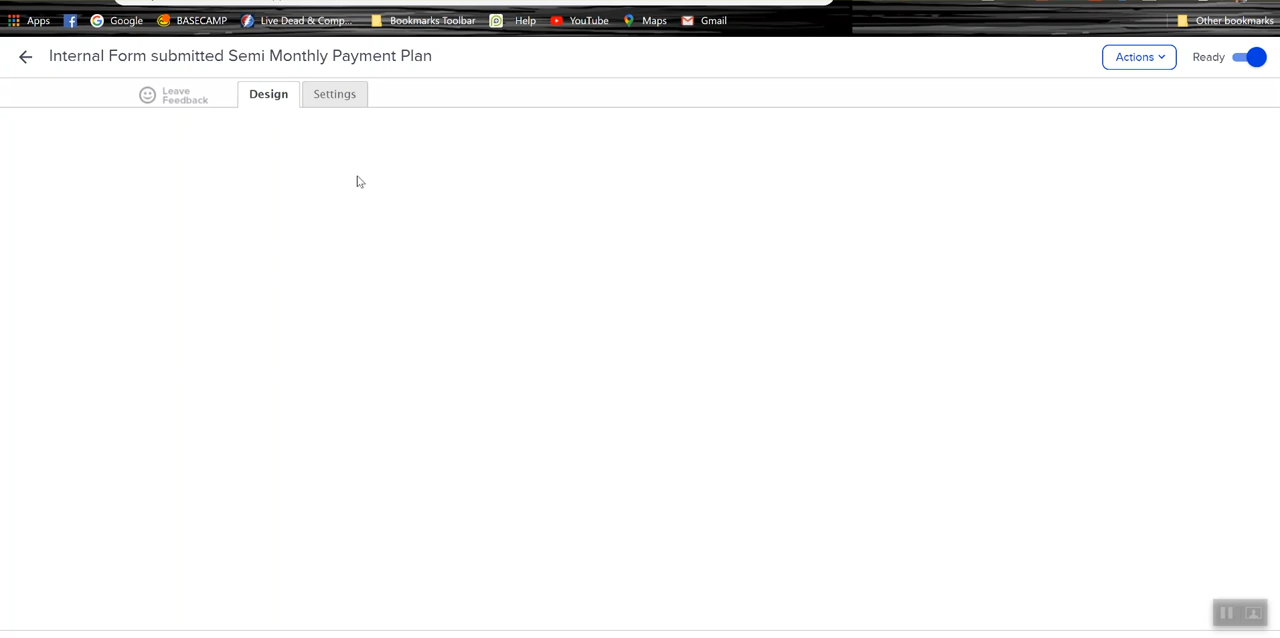 Apps Google BASECAMP Live Dead & Comp... Bookmarks Toolbar Help YouTube Maps Gmail Other bookmarks
Internal Form submitted Semi Monthly Payment Plan Actions Ready
Leave
Feedback
Design Settings